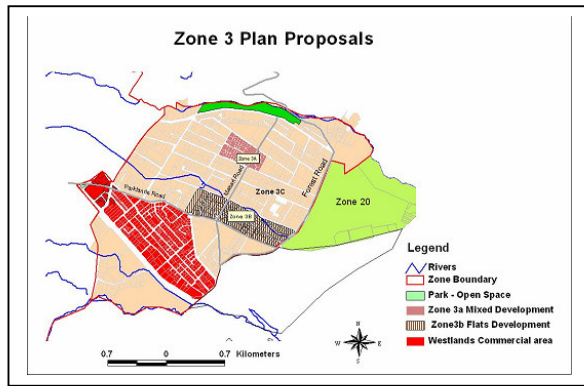 Zone 3 Plan Proposals
Zone 3A
Parklands Road
Zone 3C
Forest Road
Zone 20
Zone 3B
Legend
Rivers
Zone Boundary
Park - Open Space
Zone 3a Mixed Development
Zone3b Flats Development
Westlands Commercial area
N
W
E
S
0.7 0 0.7 Kilometers